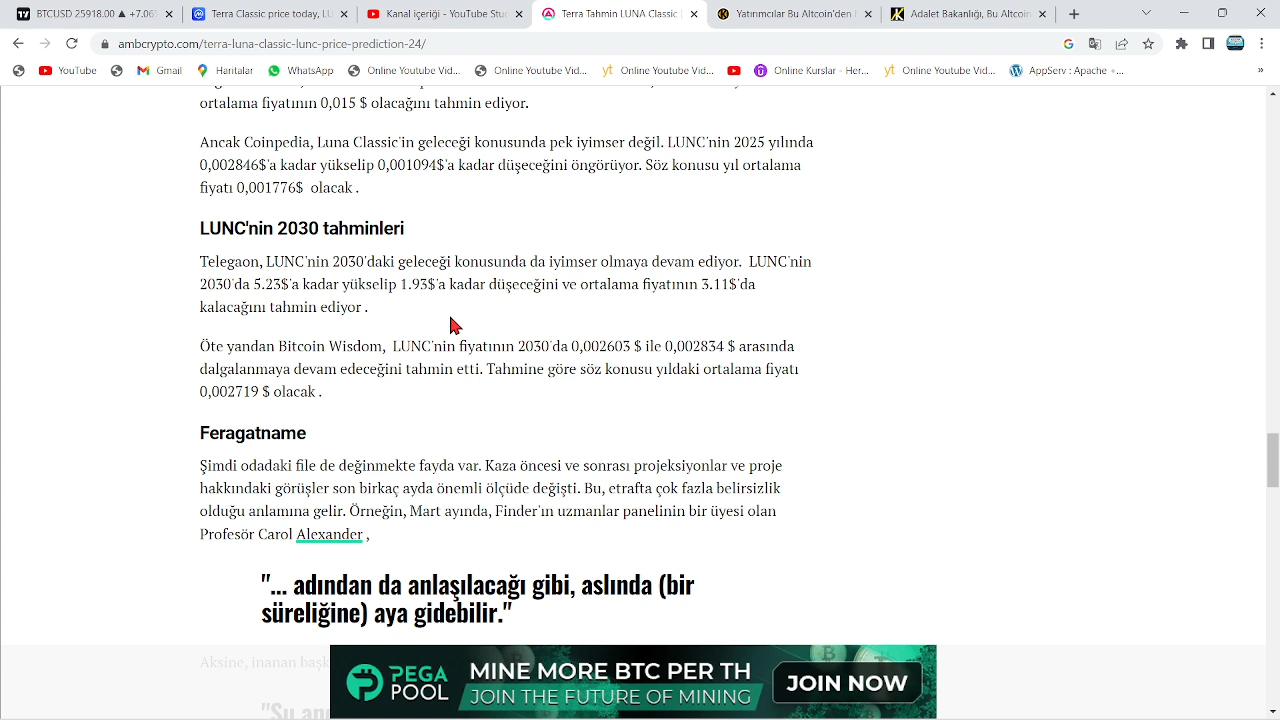 BTCUSD 25918.00 ▲ +7.06
Terra Classic price today, LU
Kanal içeriği - YouTube Stu
Terra Tahmin LUNA Classic
Yatırımcılar Business'den
Adalet Bakanlığı Bu Altcoin
ambcrypto.com/terra-luna-classic-lunc-price-prediction-24/
YouTube
Gmail
Haritalar
WhatsApp
Online Youtube Vid...
Online Youtube Vid...
Online Youtube Vid...
Online Kurslar - Her...
Online Youtube Vid...
AppServ : Apache +...
»
ortalama fiyatının 0,015 $ olacağını tahmin ediyor.
Ancak Coinpedia, Luna Classic'in geleceği konusunda pek iyimser değil. LUNC'nin 2025 yılında
0,002846$'a kadar yükselip 0,001094$'a kadar düşeceğini öngörüyor. Söz konusu yıl ortalama
fiyatı 0,001776$ olacak .
LUNC'nin 2030 tahminleri
Telegaon, LUNC'nin 2030'daki geleceği konusunda da iyimser olmaya devam ediyor. LUNC'nin
2030'da 5.23$'a kadar yükselip 1.93$'a kadar düşeceğini ve ortalama fiyatının 3.11$'da
kalacağını tahmin ediyor .
Öte yandan Bitcoin Wisdom, LUNC'nin fiyatının 2030'da 0,002603 $ ile 0,002834 $ arasında
dalgalanmaya devam edeceğini tahmin etti. Tahmine göre söz konusu yıldaki ortalama fiyatı
0,002719 $ olacak .
Feragatname
Şimdi odadaki file de değinmekte fayda var. Kaza öncesi ve sonrası projeksiyonlar ve proje
hakkındaki görüşler son birkaç ayda önemli ölçüde değişti. Bu, etrafta çok fazla belirsizlik
olduğu anlamına gelir. Örneğin, Mart ayında, Finder'ın uzmanlar panelinin bir üyesi olan
Profesör Carol Alexander ,
"... adından da anlaşılacağı gibi, aslında (bir
süreliğine) aya gidebilir."
Aksine, inanan
PEGA POOL
MINE MORE BTC PER TH
JOIN THE FUTURE OF MINING
JOIN NOW